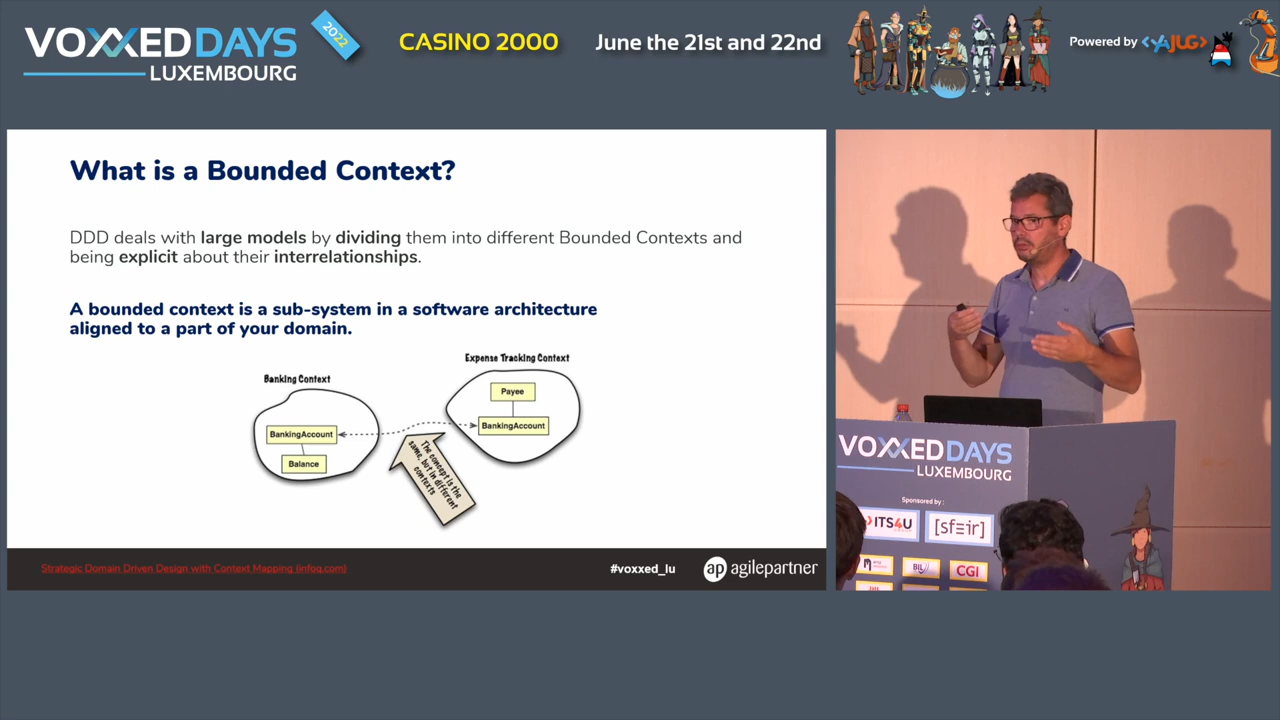 VOXXEDDAYS
LUXEMBOURG
2022
CASINO 2000
June the 21st and 22nd
Powered by <YAJUG>
What is a Bounded Context?
DDD deals with large models by dividing them into different Bounded Contexts and
being explicit about their interrelationships.
A bounded context is a sub-system in a software architecture
aligned to a part of your domain.
Banking Context
BankingAccount
Balance
Expense Tracking Context
Payee
BankingAccount
The concept is the
same, but in different
contexts
Strategic Domain Driven Design with Context Mapping (infoq.com)
#voxxed_lu
ap agilepartner
VOXXEDDAYS
LUXEMBOURG
Sponsored by :
ITS4U
[sfeir]
BIL
CGI